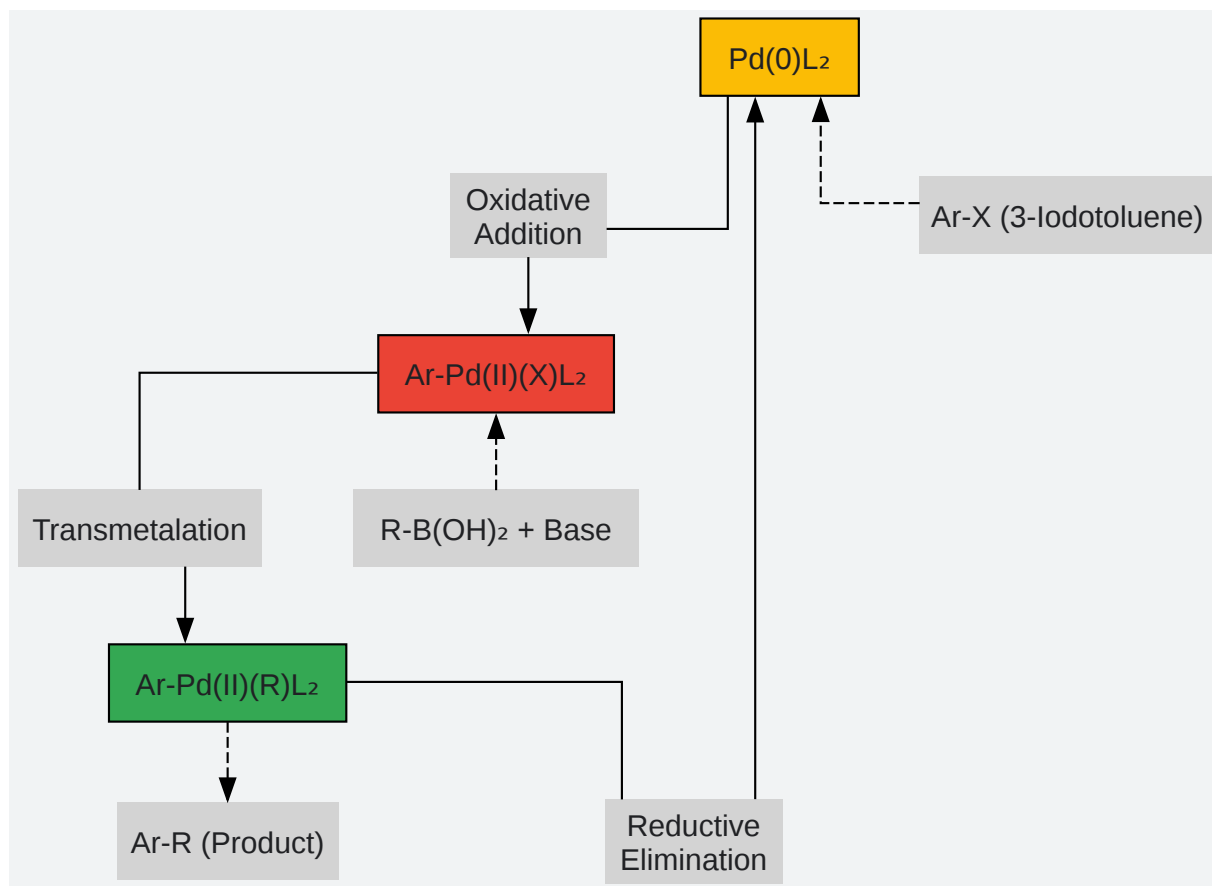 Pd(0)L₂
Oxidative
Addition
Ar-X (3-Iodotoluene)
Ar-Pd(II)(X)L₂
Transmetalation
R-B(OH)₂ + Base
Ar-Pd(II)(R)L₂
Ar-R (Product)
Reductive
Elimination